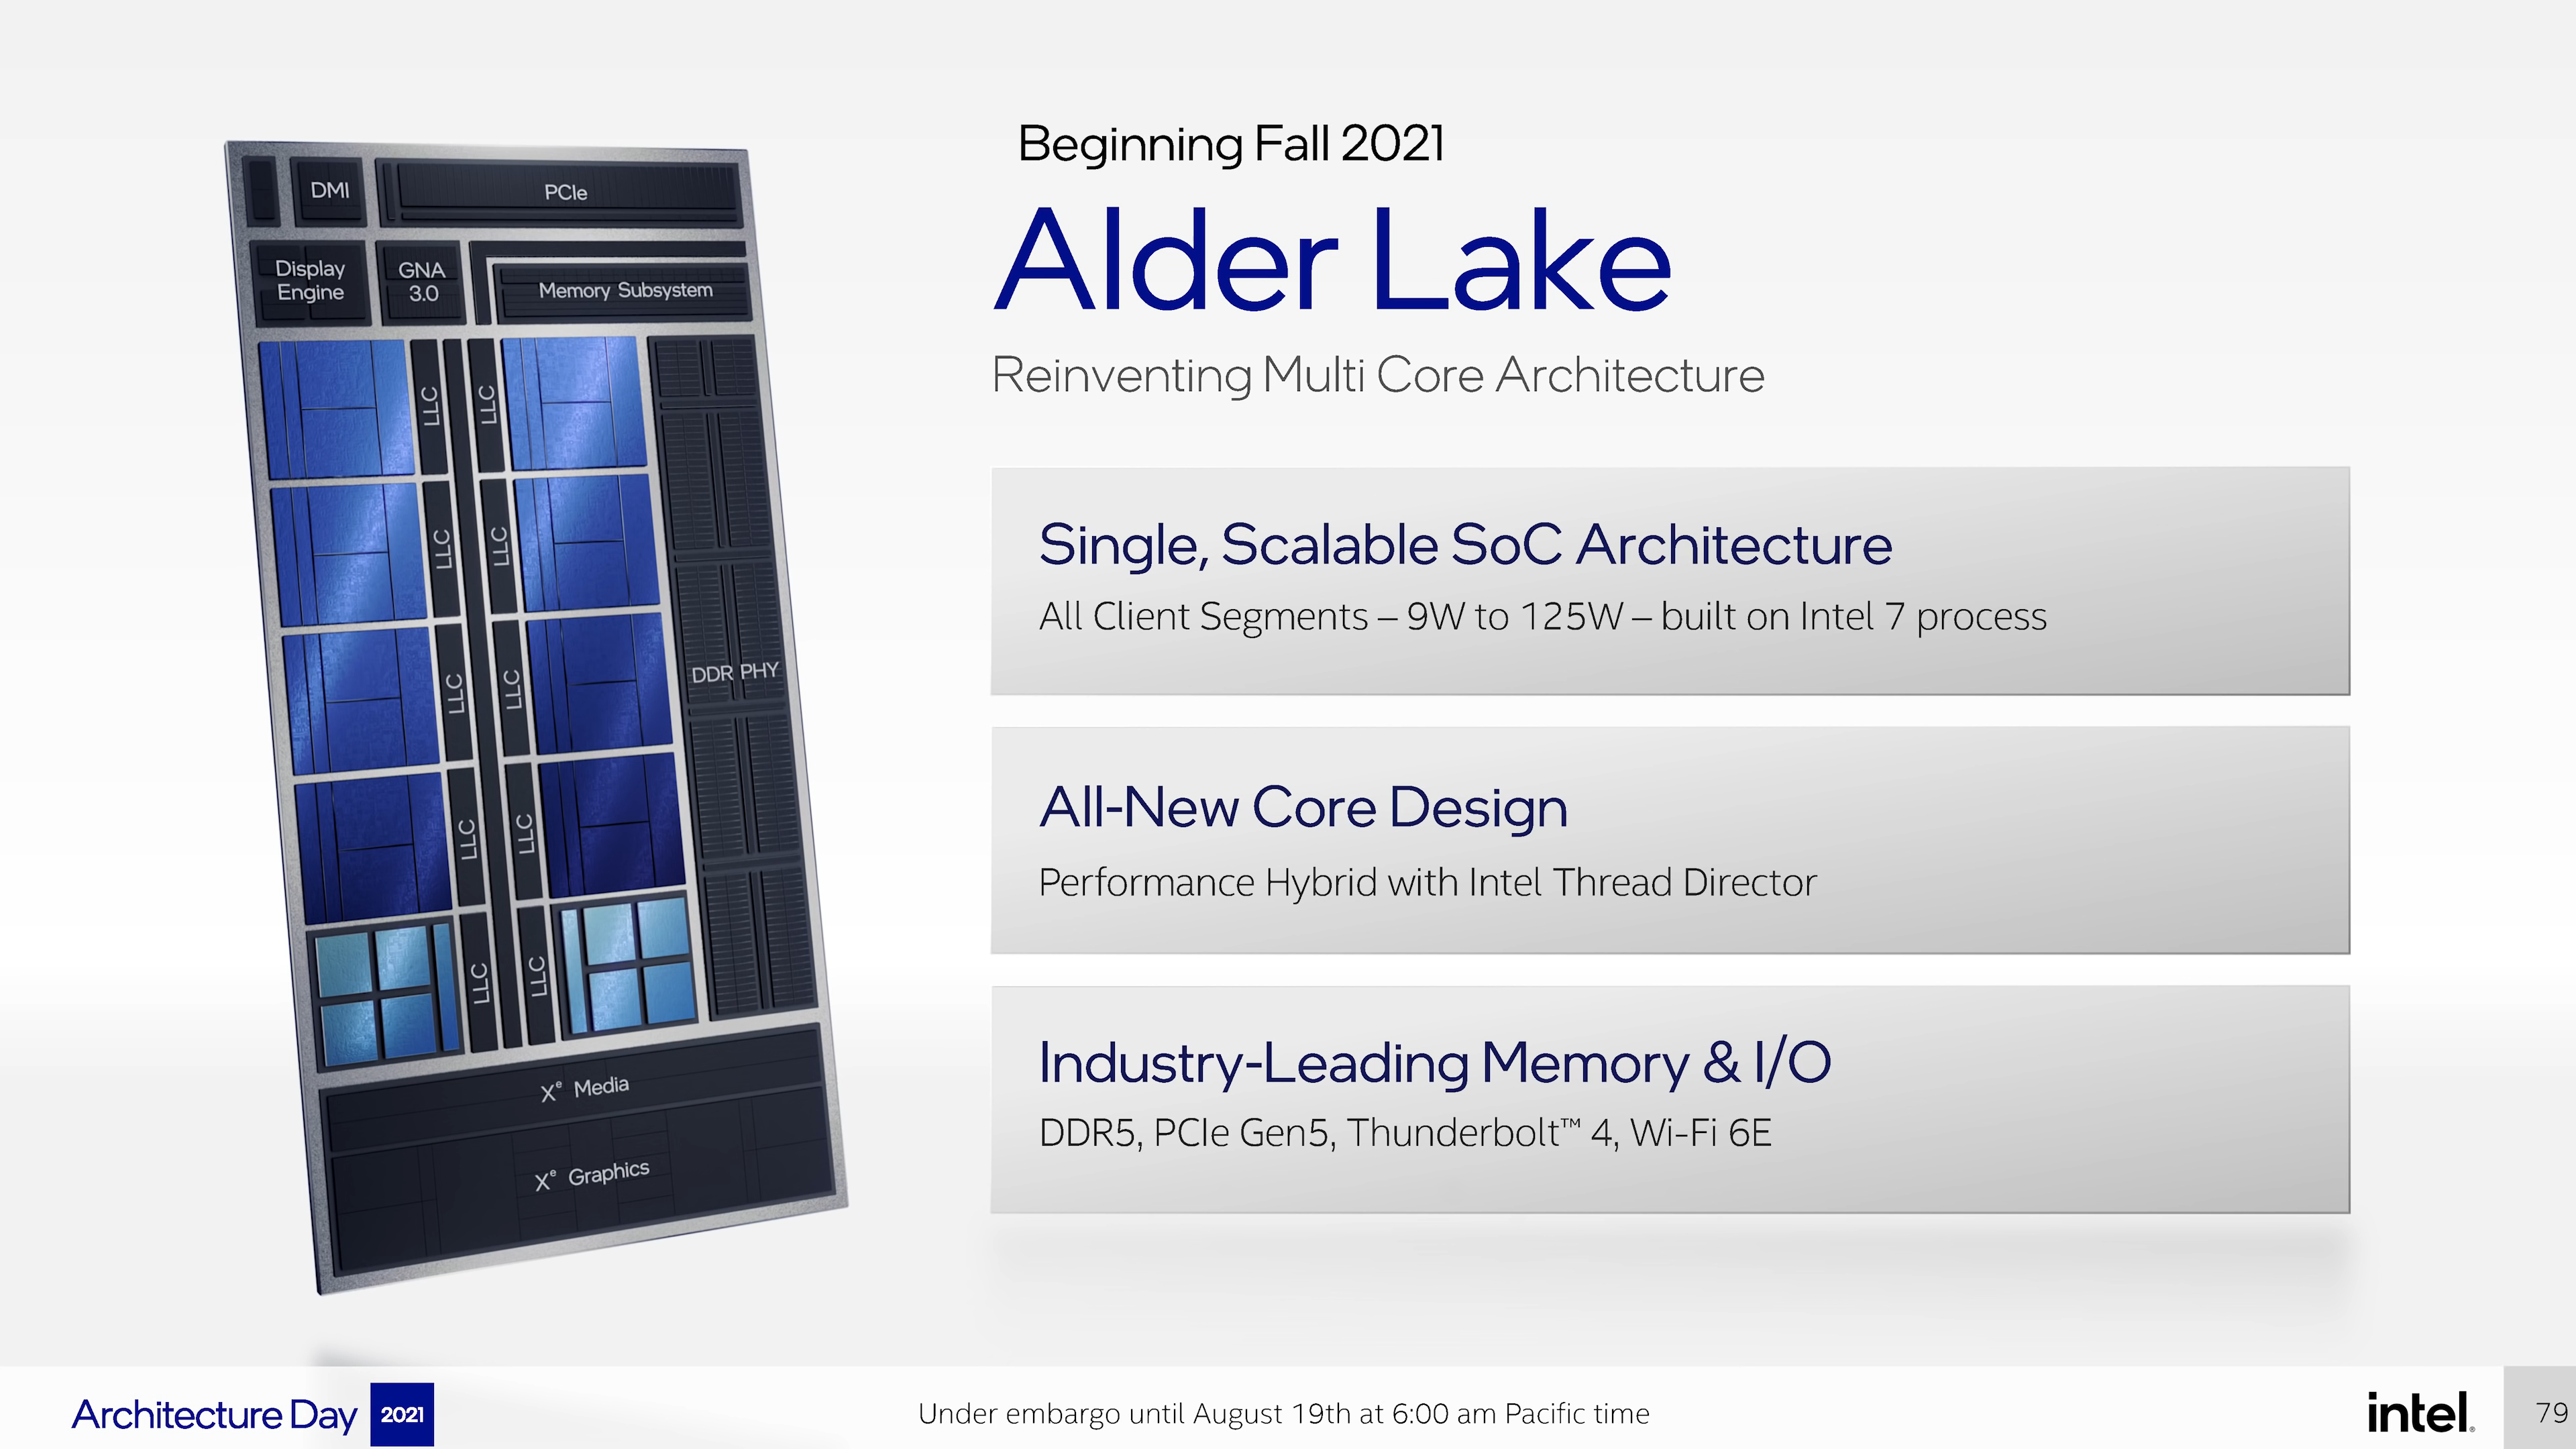 Beginning Fall 2021
Alder Lake
Reinventing Multi Core Architecture
Single, Scalable SoC Architecture
All Client Segments – 9W to 125W – built on Intel 7 process
All-New Core Design
Performance Hybrid with Intel Thread Director
Industry-Leading Memory & I/O
DDR5, PCIe Gen5, Thunderbolt™ 4, Wi-Fi 6E
DMI
PCIe
Display
Engine
GNA
3.0
Memory Subsystem
LLC
LLC
LLC
LLC
LLC
LLC
DDR PHY
LLC
LLC
LLC
LLC
Xᵉ Media
Xᵉ Graphics
Architecture Day 2021
Under embargo until August 19th at 6:00 am Pacific time
intel.
79